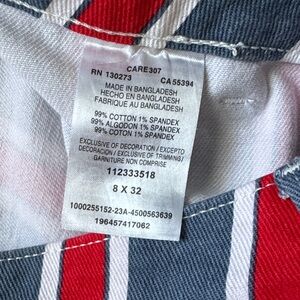 CARE307
RN 130273 CA55394
MADE IN BANGLADESH
HECHO EN BANGLADESH
FABRIQUE AU BANGLADESH
99% COTTON 1% SPANDEX
99% ALGODON 1% SPANDEX
99% COTON 1% SPANDEX
EXCLUSIVE OF DECORATION / EXCEPTO
DECORACIÓN / EXCLUSIVE OF TRIMMING/
GARNITURE NON COMPRISE
112333518
8 X 32
1000255152-23A-4500563639
196457417062